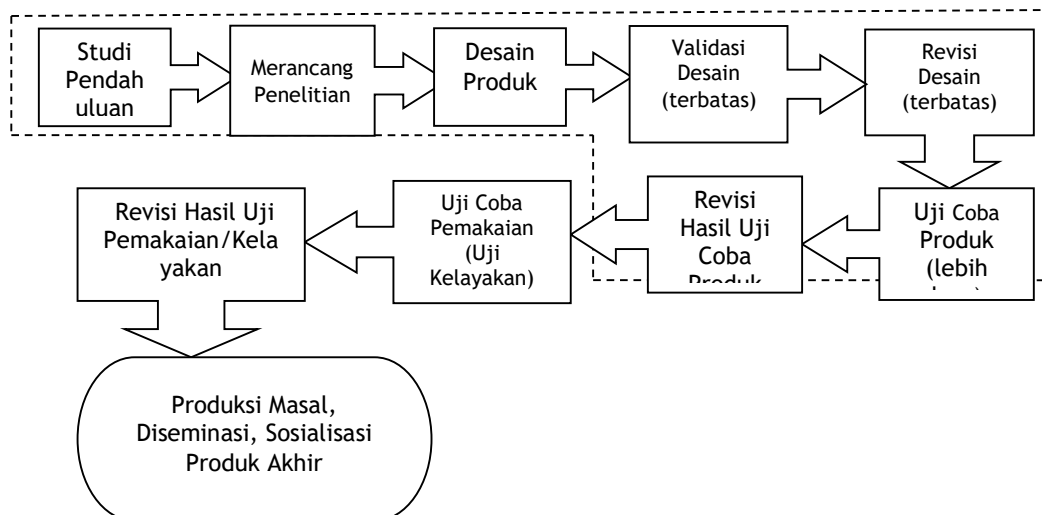 Studi
Pendah
uluan
Merancang
Penelitian
Desain
Produk
Validasi
Desain
(terbatas)
Revisi
Desain
(terbatas)
Uji Coba
Produk
(lebih
Revisi
Hasil Uji
Coba
Produk
Uji Coba
Pemakaian
(Uji
Kelayakan)
Revisi Hasil Uji
Pemakaian/Kela
yakan
Produksi Masal,
Diseminasi, Sosialisasi
Produk Akhir